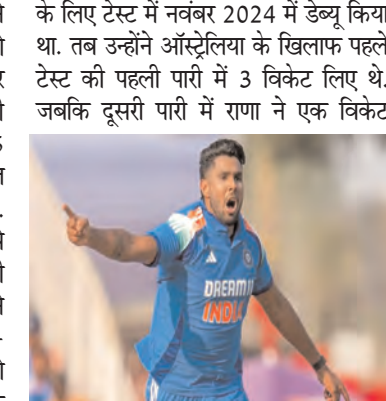 के लिए टेस्ट में नवंबर 2024 में डेब्यू किया
था. तब उन्होंने ऑस्ट्रेलिया के खिलाफ पहले
टेस्ट की पहली पारी में 3 विकेट लिए थे.
जबकि दूसरी पारी में राणा ने एक विकेट
DREAM11
INDIA